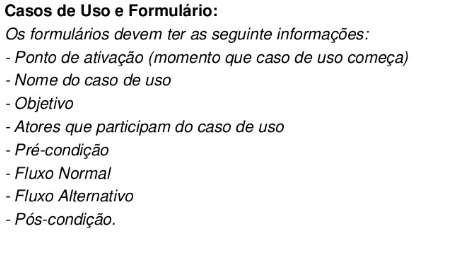 Casos de Uso e Formulário:
Os formulários devem ter as seguinte informações:
- Ponto de ativação (momento que caso de uso começa)
- Nome do caso de uso
- Objetivo
- Atores que participam do caso de uso
- Pré-condição
- Fluxo Normal
- Fluxo Alternativo
- Pós-condição.